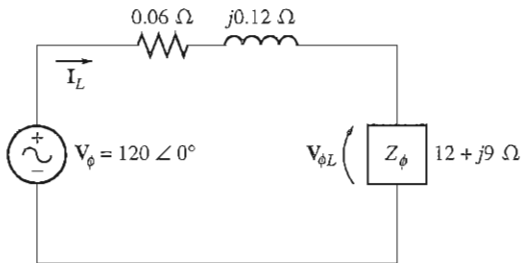 0.06 Ω
j0.12 Ω
I_L
+
V_ϕ = 120 ∠ 0°
−
V_ϕL
Z_ϕ
12 + j9 Ω